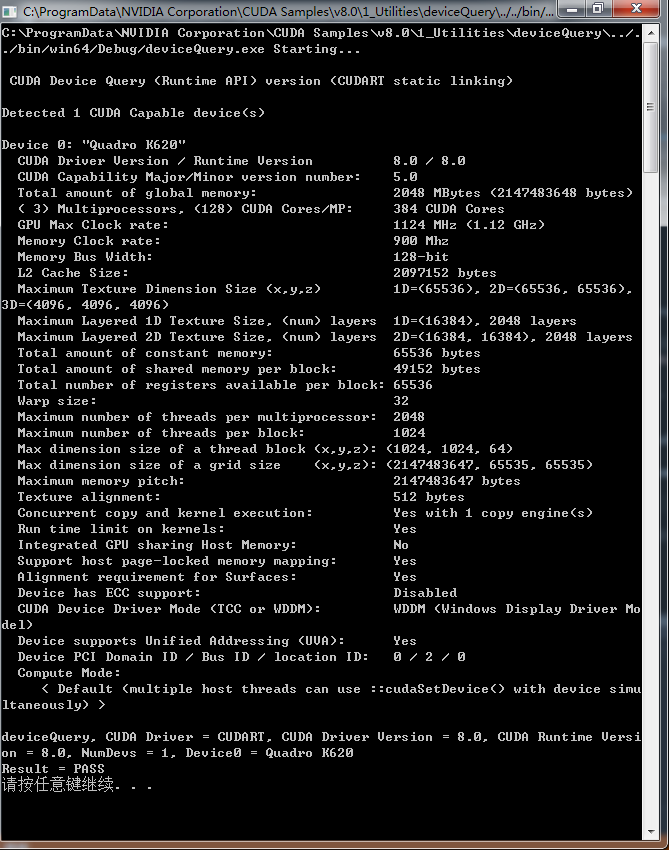 C:\ProgramData\NVIDIA Corporation\CUDA Samples\v8.0\1_Utilities\deviceQuery\../../bin/...
C:\ProgramData\NVIDIA Corporation\CUDA Samples\v8.0\1_Utilities\deviceQuery\../.
./bin/win64/Debug/deviceQuery.exe Starting...
CUDA Device Query (Runtime API) version (CUDART static linking)
Detected 1 CUDA Capable device(s)
Device 0: "Quadro K620"
CUDA Driver Version / Runtime Version 8.0 / 8.0
CUDA Capability Major/Minor version number: 5.0
Total amount of global memory: 2048 MBytes (2147483648 bytes)
( 3) Multiprocessors, (128) CUDA Cores/MP: 384 CUDA Cores
GPU Max Clock rate: 1124 MHz (1.12 GHz)
Memory Clock rate: 900 Mhz
Memory Bus Width: 128-bit
L2 Cache Size: 2097152 bytes
Maximum Texture Dimension Size (x,y,z) 1D=(65536), 2D=(65536, 65536),
3D=(4096, 4096, 4096)
Maximum Layered 1D Texture Size, (num) layers 1D=(16384), 2048 layers
Maximum Layered 2D Texture Size, (num) layers 2D=(16384, 16384), 2048 layers
Total amount of constant memory: 65536 bytes
Total amount of shared memory per block: 49152 bytes
Total number of registers available per block: 65536
Warp size: 32
Maximum number of threads per multiprocessor: 2048
Maximum number of threads per block: 1024
Max dimension size of a thread block (x,y,z): (1024, 1024, 64)
Max dimension size of a grid size (x,y,z): (2147483647, 65535, 65535)
Maximum memory pitch: 2147483647 bytes
Texture alignment: 512 bytes
Concurrent copy and kernel execution: Yes with 1 copy engine(s)
Run time limit on kernels: Yes
Integrated GPU sharing Host Memory: No
Support host page-locked memory mapping: Yes
Alignment requirement for Surfaces: Yes
Device has ECC support: Disabled
CUDA Device Driver Mode (TCC or WDDM): WDDM (Windows Display Driver Mo
del)
Device supports Unified Addressing (UVA): Yes
Device PCI Domain ID / Bus ID / location ID: 0 / 2 / 0
Compute Mode:
< Default (multiple host threads can use ::cudaSetDevice() with device simu
ltaneously) >
deviceQuery, CUDA Driver = CUDART, CUDA Driver Version = 8.0, CUDA Runtime Versi
on = 8.0, NumDevs = 1, Device0 = Quadro K620
Result = PASS
请按任意键继续. . .